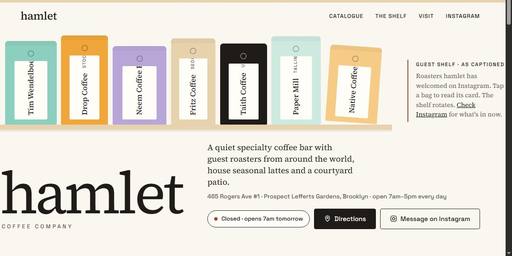 hamlet
CATALOGUE THE SHELF VISIT INSTAGRAM
Tim Wendelboe
Drop Coffee
Neem Coffee
Fritz Coffee
Taith Coffee
Paper Mill
Native Coffee
GUEST SHELF · AS CAPTIONED
Roasters hamlet has
welcomed on Instagram. Tap
a bag to read its card. The
shelf rotates. Check
Instagram for what's in now.
A quiet specialty coffee bar with
guest roasters from around the world,
house seasonal lattes and a courtyard
patio.
465 Rogers Ave #1 · Prospect Lefferts Gardens, Brooklyn · open 7am–5pm every day
hamlet
COFFEE COMPANY
Closed · opens 7am tomorrow
Directions
Message on Instagram